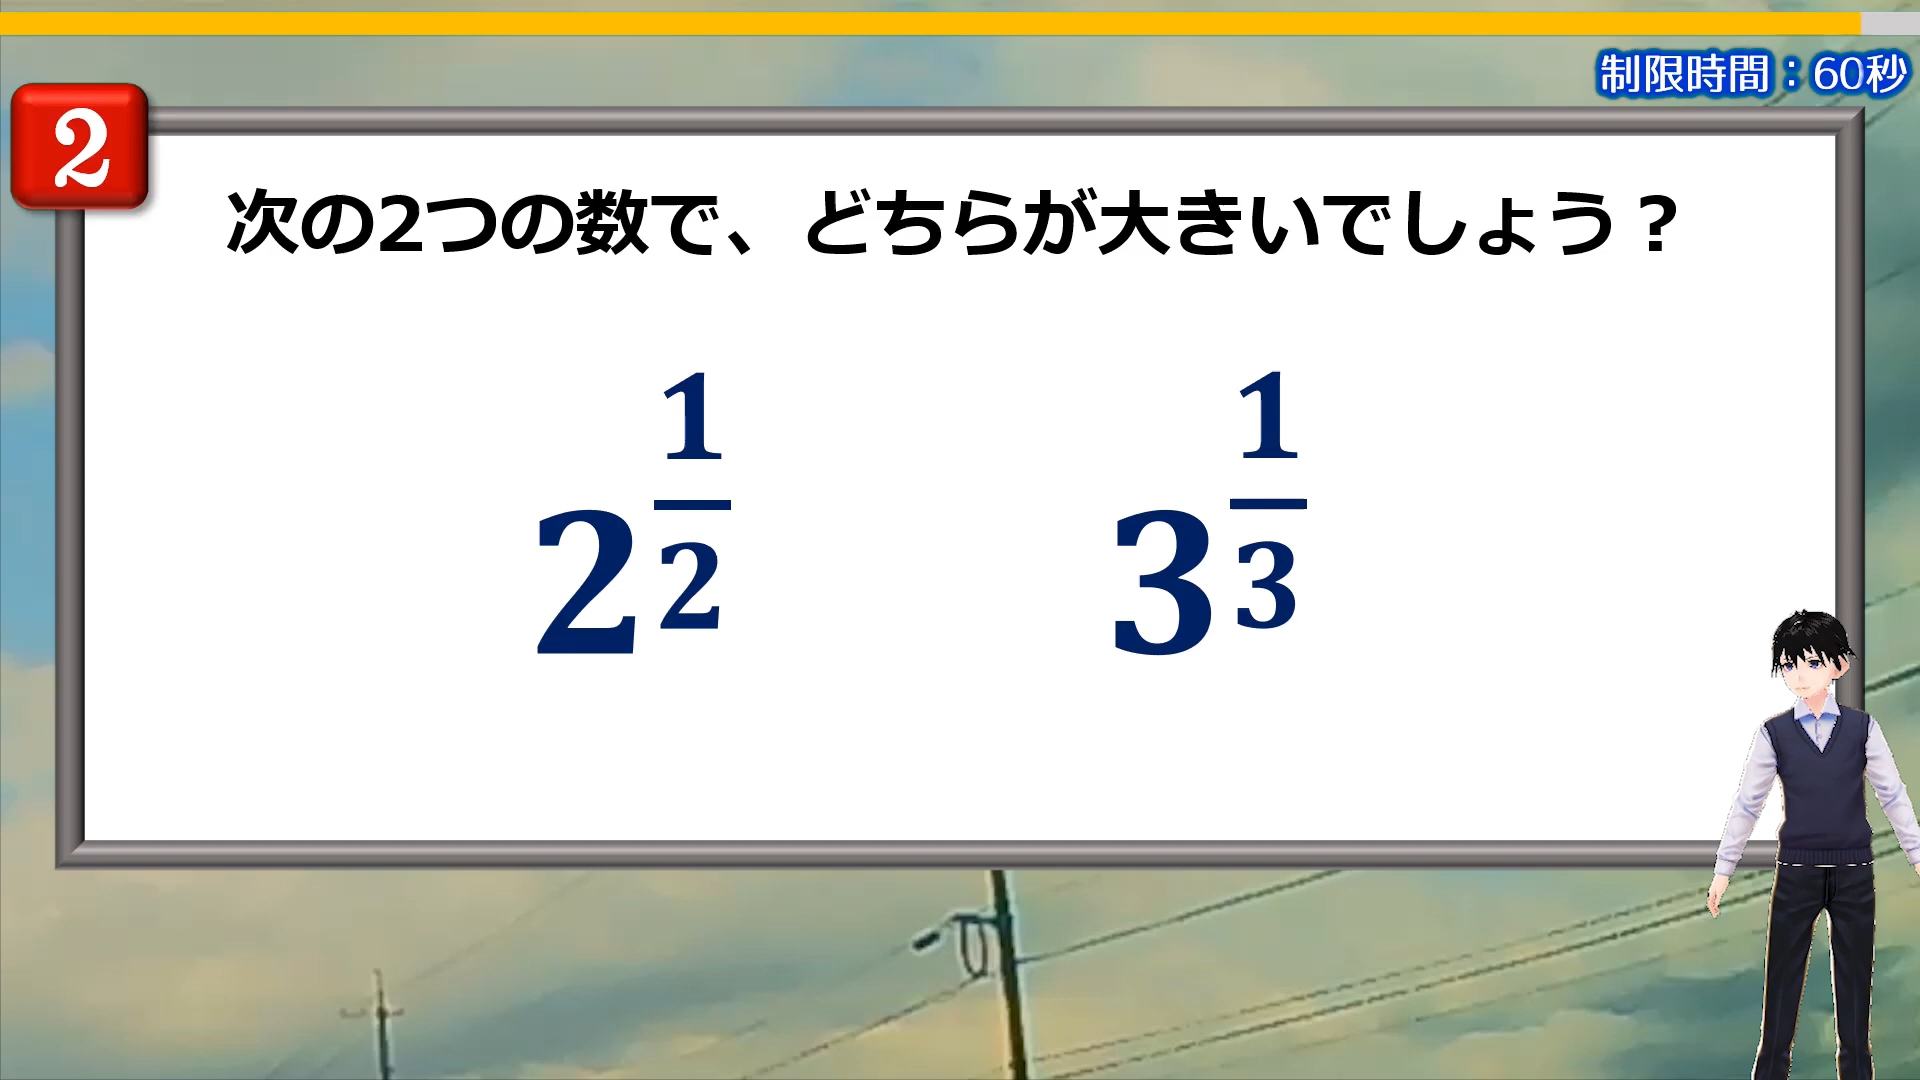 制限時間：60秒
2
次の2つの数で、どちらが大きいでしょう？
2^{1/2} 3^{1/3}